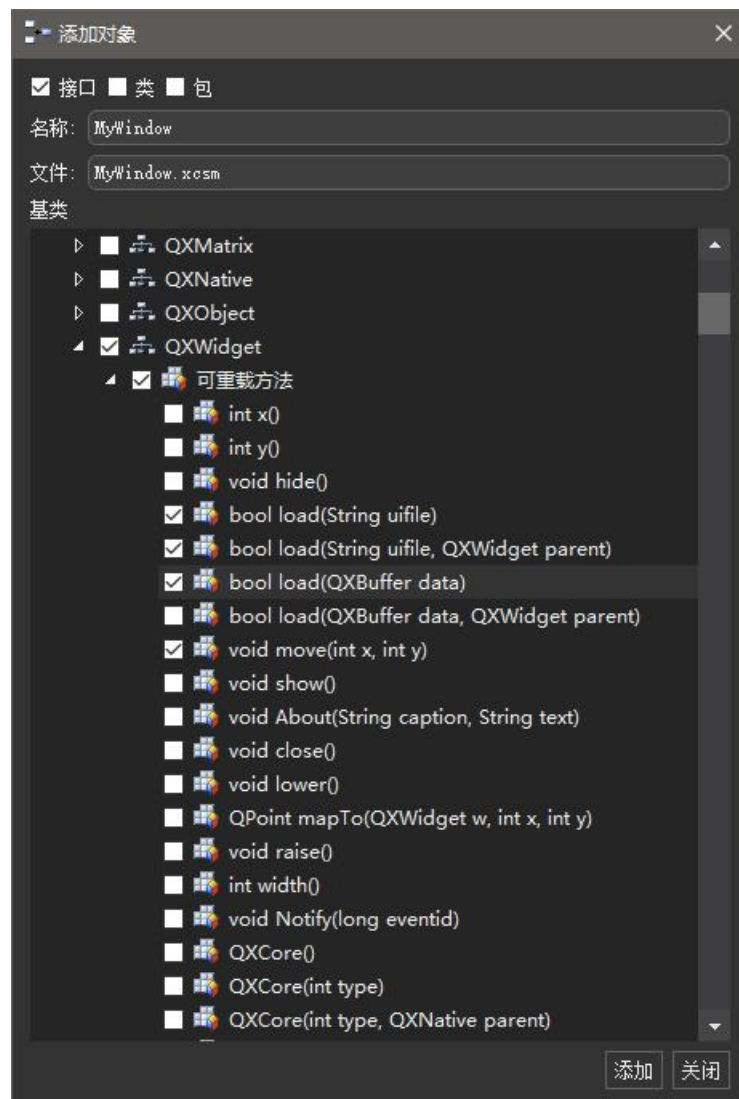 添加对象
接口 类 包
名称: MyWindow
文件: MyWindow.xcsm
基类
QXMatrix
QXNative
QXObject
QXWidget
可重载方法
int x()
int y()
void hide()
bool load(String uifile)
bool load(String uifile, QXWidget parent)
bool load(QXBuffer data)
bool load(QXBuffer data, QXWidget parent)
void move(int x, int y)
void show()
void About(String caption, String text)
void close()
void lower()
QPoint mapTo(QXWidget w, int x, int y)
void raise()
int width()
void Notify(long eventid)
QXCore()
QXCore(int type)
QXCore(int type, QXNative parent)
添加 关闭